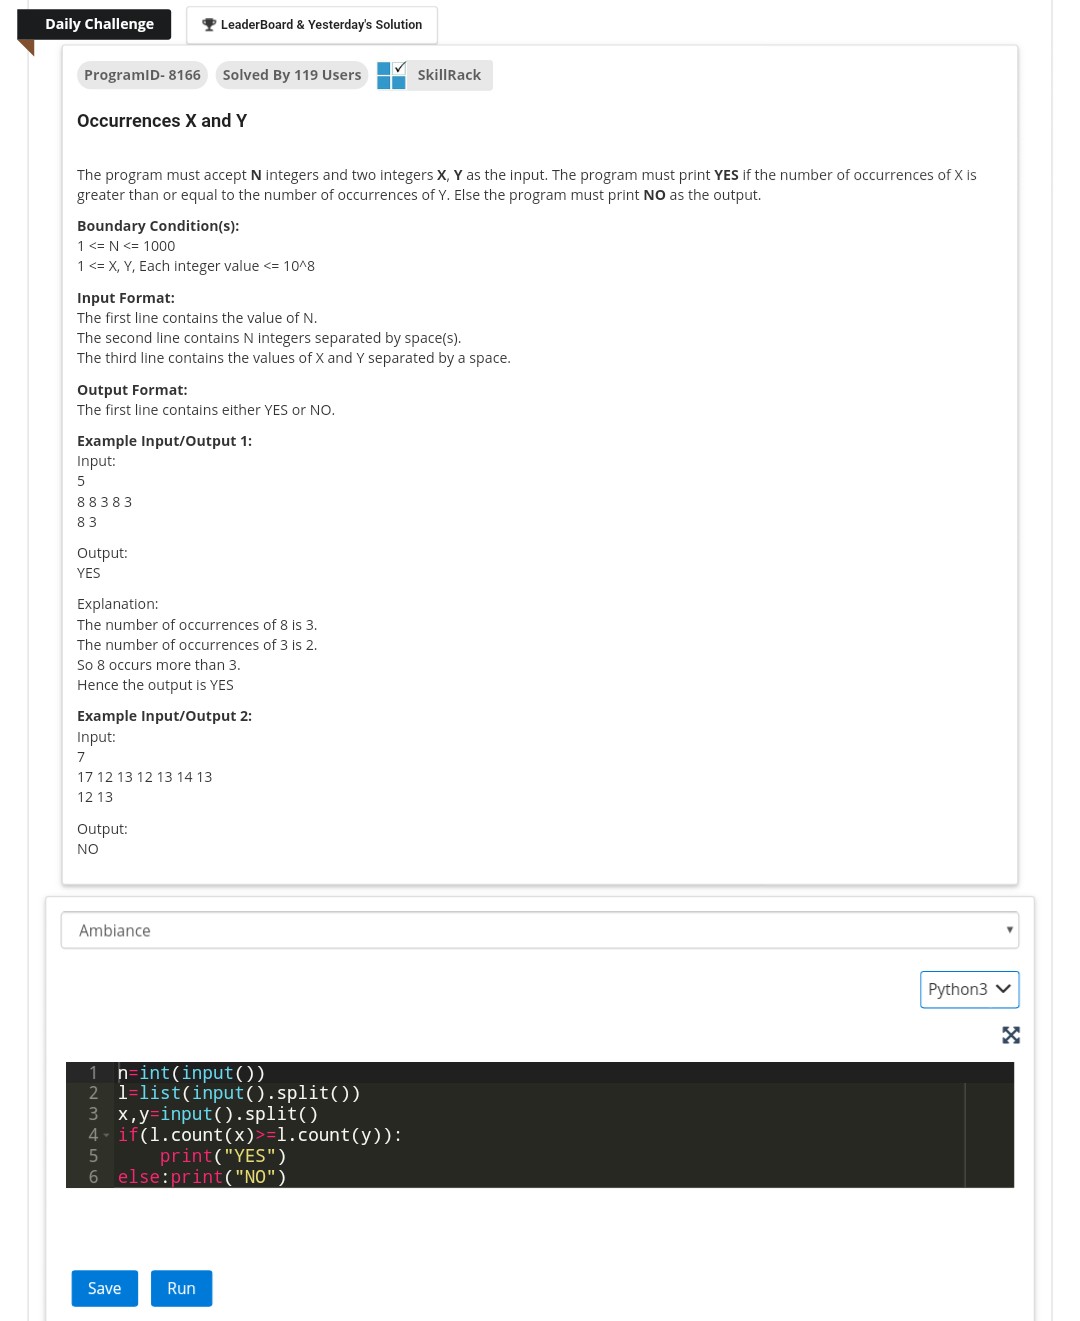 Daily Challenge
LeaderBoard & Yesterday's Solution
ProgramID- 8166
Solved By 119 Users
SkillRack
Occurrences X and Y
The program must accept N integers and two integers X, Y as the input. The program must print YES if the number of occurrences of X is
greater than or equal to the number of occurrences of Y. Else the program must print NO as the output.
Boundary Condition(s):
1 <= N <= 1000
1 <= X, Y, Each integer value <= 10^8
Input Format:
The first line contains the value of N.
The second line contains N integers separated by space(s).
The third line contains the values of X and Y separated by a space.
Output Format:
The first line contains either YES or NO.
Example Input/Output 1:
Input:
5
8 8 3 8 3
8 3
Output:
YES
Explanation:
The number of occurrences of 8 is 3.
The number of occurrences of 3 is 2.
So 8 occurs more than 3.
Hence the output is YES
Example Input/Output 2:
Input:
7
17 12 13 12 13 14 13
12 13
Output:
NO
Ambiance
Python3
1 n=int(input())
2 l=list(input().split())
3 x,y=input().split()
4 if(l.count(x)>=l.count(y)):
5     print("YES")
6 else:print("NO")
Save
Run